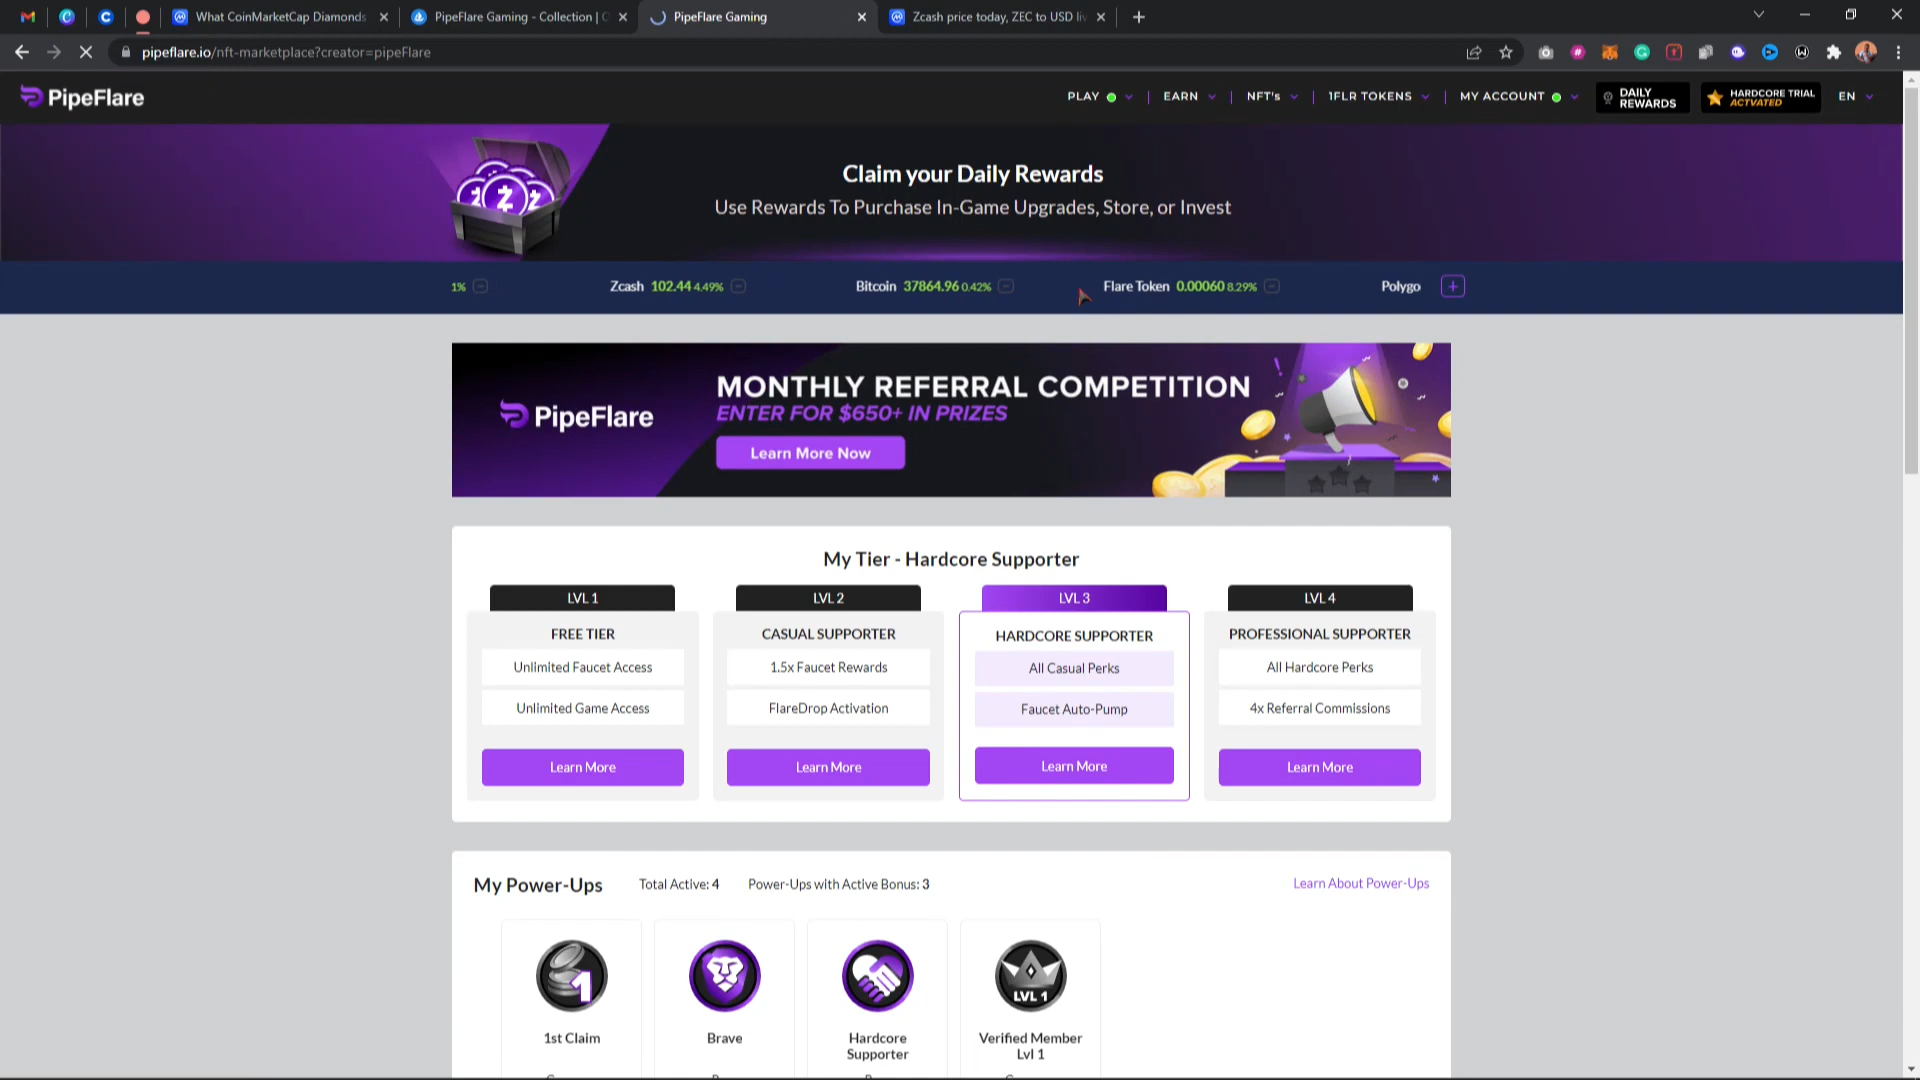 What CoinMarketCap Diamonds
PipeFlare Gaming - Collection |
PipeFlare Gaming
Zcash price today, ZEC to USD liv
pipeflare.io/nft-marketplace?creator=pipeFlare
PipeFlare
PLAY
EARN
NFT's
1FLR TOKENS
MY ACCOUNT
DAILY
REWARDS
HARDCORE TRIAL
ACTVATED
EN
Claim your Daily Rewards
Use Rewards To Purchase In-Game Upgrades, Store, or Invest
1%
Zcash 102.44 4.49%
Bitcoin 37864.96 0.42%
Flare Token 0.00060 8.29%
Polygo
PipeFlare
MONTHLY REFERRAL COMPETITION
ENTER FOR $650+ IN PRIZES
Learn More Now
My Tier - Hardcore Supporter
LVL 1
LVL 2
LVL 3
LVL 4
FREE TIER
CASUAL SUPPORTER
HARDCORE SUPPORTER
PROFESSIONAL SUPPORTER
Unlimited Faucet Access
1.5x Faucet Rewards
All Casual Perks
All Hardcore Perks
Unlimited Game Access
FlareDrop Activation
Faucet Auto-Pump
4x Referral Commissions
Learn More
Learn More
Learn More
Learn More
My Power-Ups
Total Active: 4
Power-Ups with Active Bonus: 3
Learn About Power-Ups
1
LVL 1
1st Claim
Brave
Hardcore
Supporter
Verified Member
Lvl 1